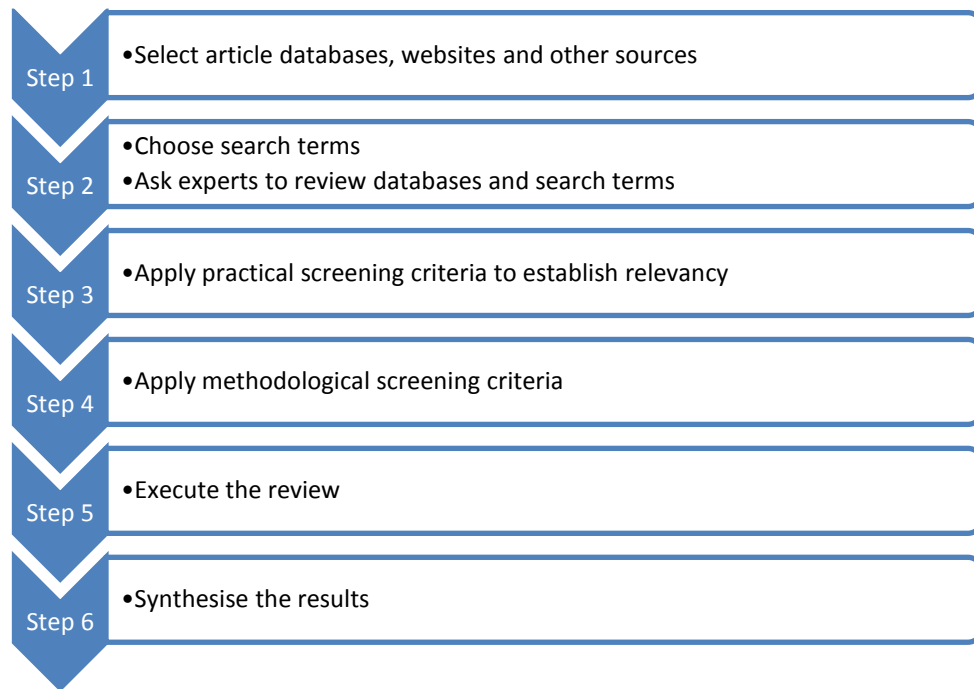 Step 1
•Select article databases, websites and other sources
Step 2
•Choose search terms
•Ask experts to review databases and search terms
Step 3
•Apply practical screening criteria to establish relevancy
Step 4
•Apply methodological screening criteria
Step 5
•Execute the review
Step 6
•Synthesise the results